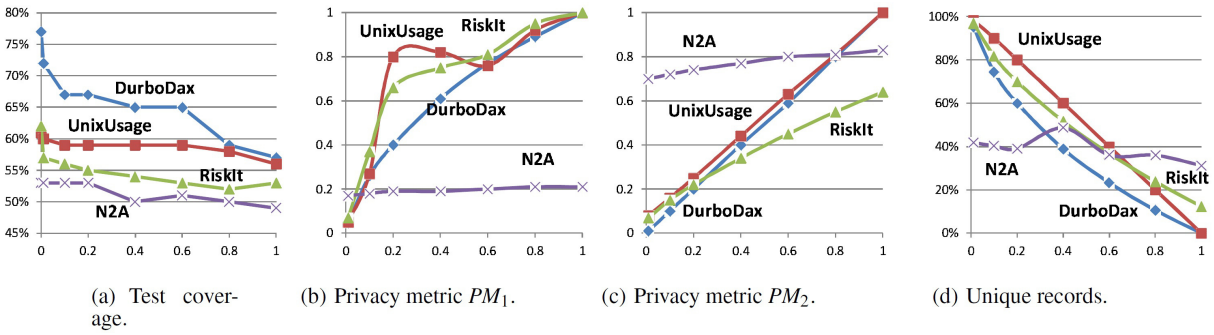 80%
75%
70%
65%
60%
55%
50%
45%
0
0.2
0.4
0.6
0.8
1
DurboDax
UnixUsage
RiskIt
N2A
(a) Test cover-
age.
1
0.8
0.6
0.4
0.2
0
0
0.2
0.4
0.6
0.8
1
UnixUsage
RiskIt
DurboDax
N2A
(b) Privacy metric PM₁.
1
0.8
0.6
0.4
0.2
0
0
0.2
0.4
0.6
0.8
1
N2A
UnixUsage
RiskIt
DurboDax
(c) Privacy metric PM₂.
100%
80%
60%
40%
20%
0%
0
0.2
0.4
0.6
0.8
1
UnixUsage
N2A
RiskIt
DurboDax
(d) Unique records.